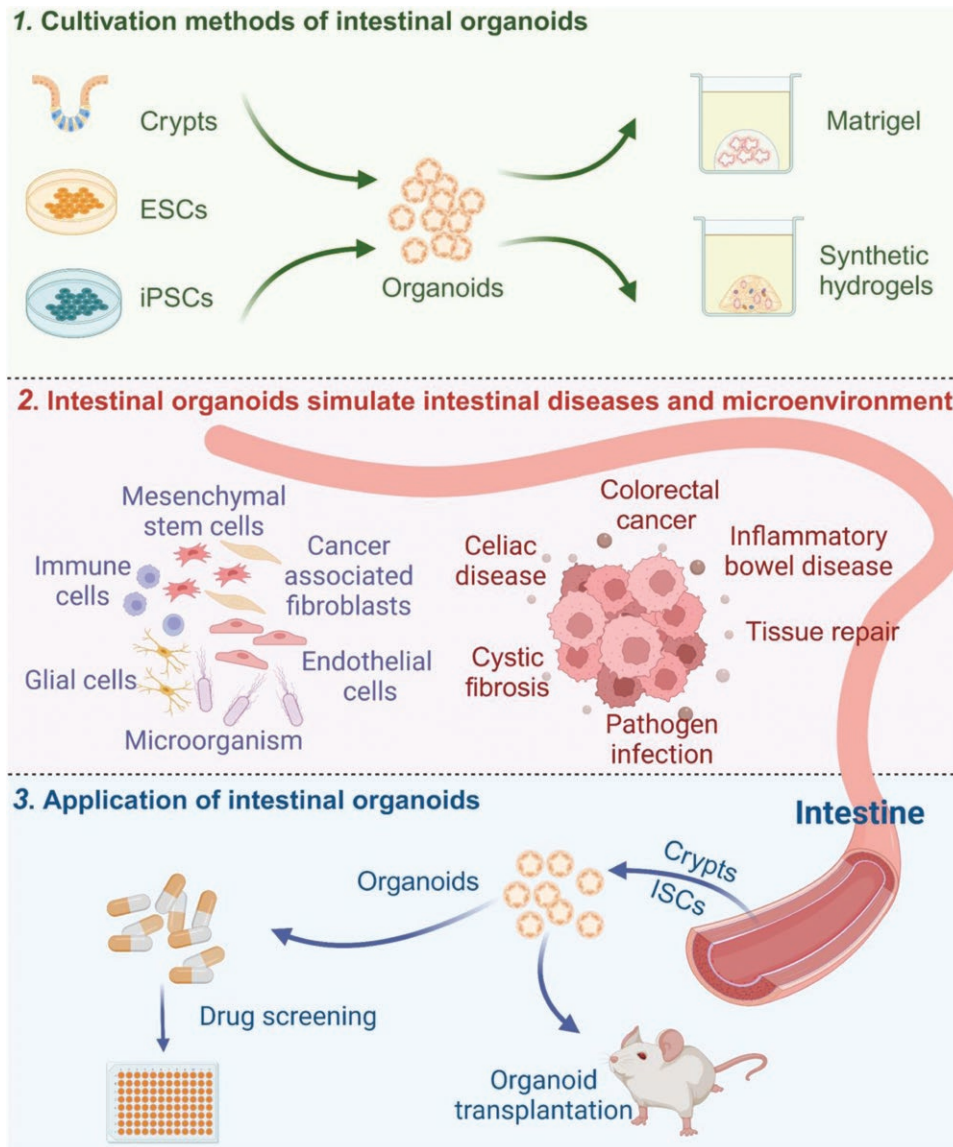 1. Cultivation methods of intestinal organoids
Crypts
ESCs
iPSCs
Organoids
Matrigel
Synthetic
hydrogels
2. Intestinal organoids simulate intestinal diseases and microenvironment
Mesenchymal
stem cells
Immune
cells
Cancer
associated
fibroblasts
Glial cells
Endothelial
cells
Microorganism
Colorectal
cancer
Celiac
disease
Inflammatory
bowel disease
Tissue repair
Cystic
fibrosis
Pathogen
infection
3. Application of intestinal organoids
Intestine
Crypts
ISCs
Organoids
Drug screening
Organoid
transplantation